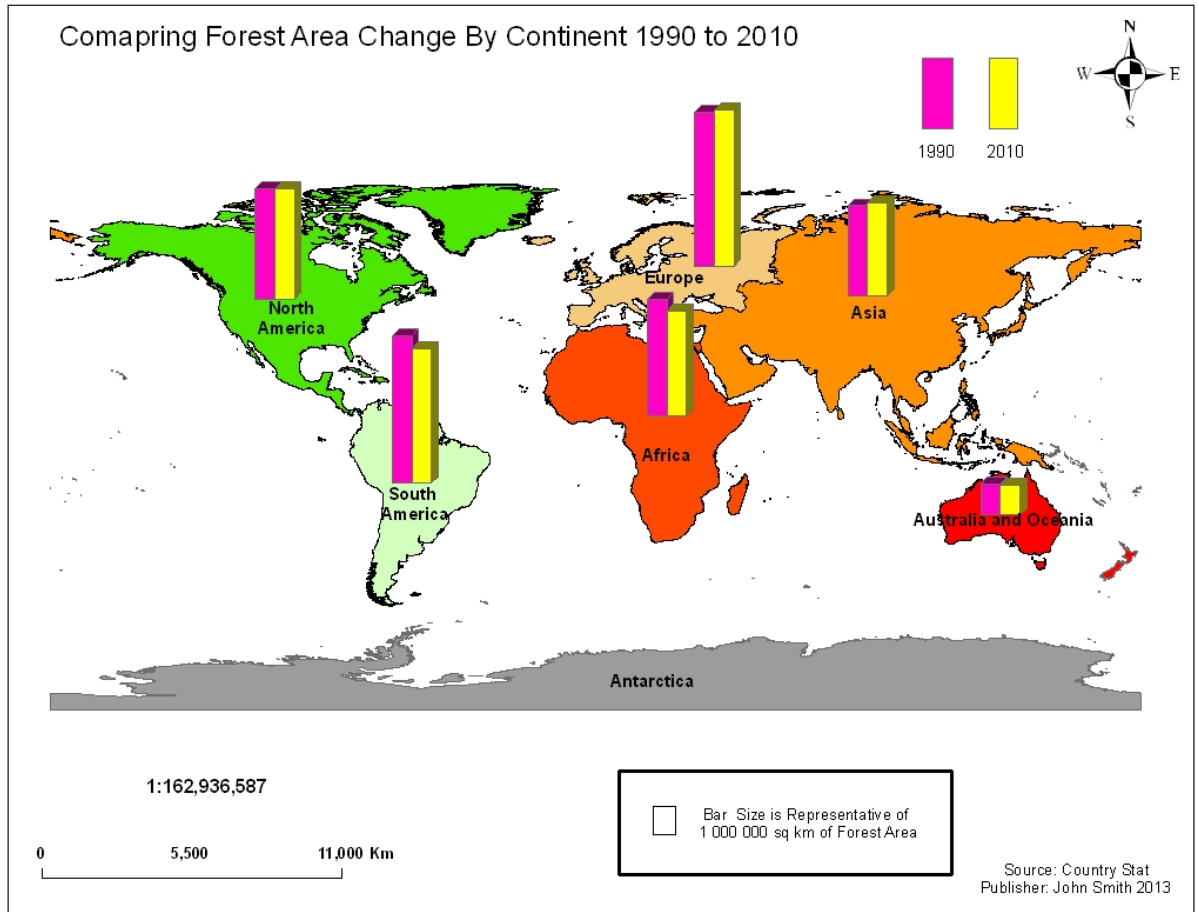 Comapring Forest Area Change By Continent 1990 to 2010
N
W E
S
1990 2010
North
America
Europe
Asia
South
America
Africa
Australia and Oceania
Antarctica
1:162,936,587
0 5,500 11,000 Km
Bar Size is Representative of
1 000 000 sq km of Forest Area
Source: Country Stat
Publisher: John Smith 2013